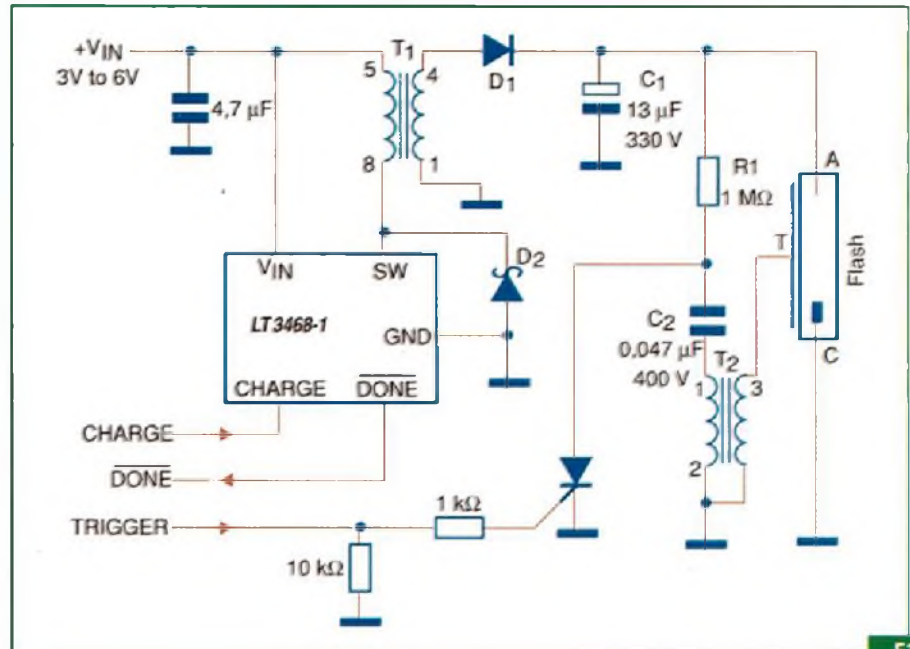 +VIN
3V to 6V
4,7 µF
T1
5
4
8
1
D1
C1
13 µF
330 V
R1
1 MΩ
A
T
Flash
C
VIN
SW
LT3468-1
GND
CHARGE
DONE
D2
C2
0,047 µF
400 V
T2
1
3
2
CHARGE
DONE
TRIGGER
1 kΩ
10 kΩ